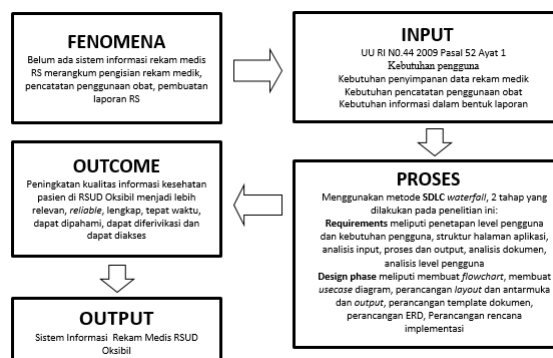 FENOMENA
Belum ada sistem informasi rekam medis
RS merangkum pengisian rekam medik,
pencatatan penggunaan obat, pembuatan
laporan RS
INPUT
UU RI N0.44 2009 Pasal 52 Ayat 1
Kebutuhan pengguna
Kebutuhan penyimpanan data rekam medik
Kebutuhan pencatatan penggunaan obat
Kebutuhan informasi dalam bentuk laporan
PROSES
Menggunakan metode SDLC waterfall, 2 tahap yang
dilakukan pada penelitian ini:
Requirements meliputi penetapan level pengguna
dan kebutuhan pengguna, struktur halaman aplikasi,
analisis input, proses dan output, analisis dokumen,
analisis level pengguna
Design phase meliputi membuat flowchart, membuat
usecase diagram, perancangan layout dan antarmuka
dan output, perancangan template dokumen,
perancangan ERD, Perancangan rencana
implementasi
OUTCOME
Peningkatan kualitas informasi kesehatan
pasien di RSUD Oksibil menjadi lebih
relevan, reliable, lengkap, tepat waktu,
dapat dipahami, dapat diferivikasi dan
dapat diakses
OUTPUT
Sistem Informasi Rekam Medis RSUD
Oksibil